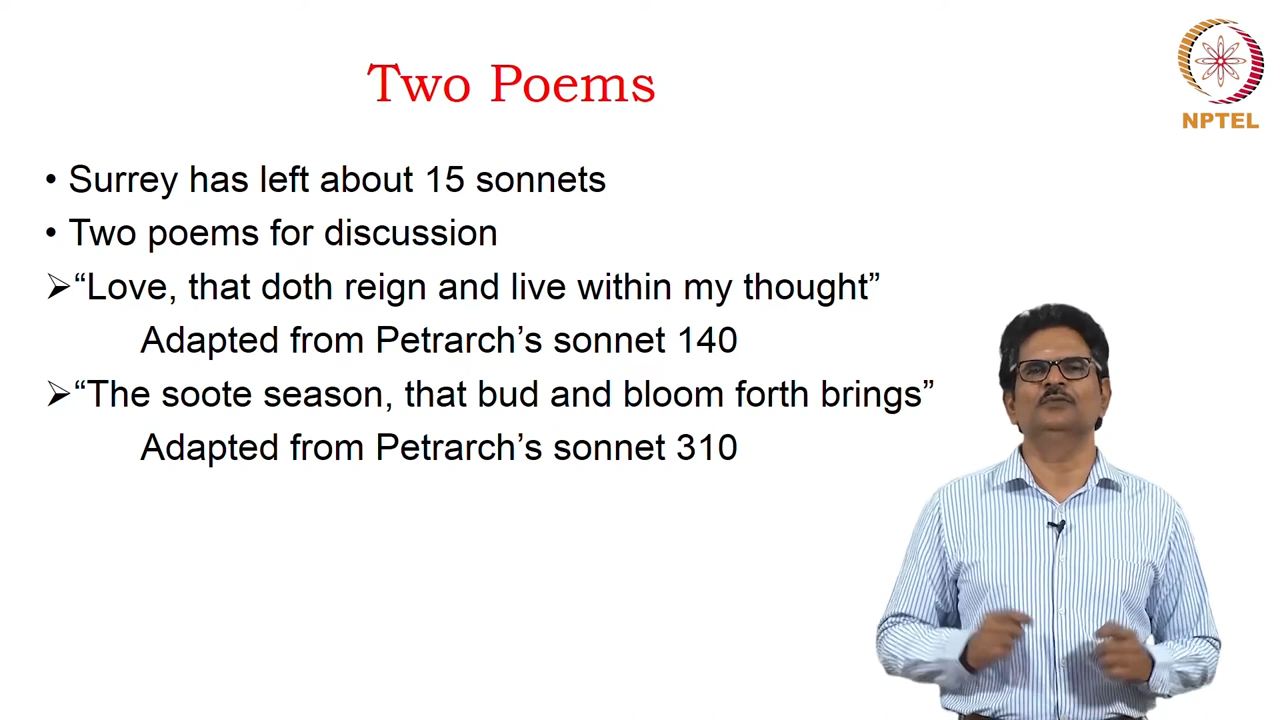 Two Poems
NPTEL
• Surrey has left about 15 sonnets
• Two poems for discussion
➢“Love, that doth reign and live within my thought”
Adapted from Petrarch’s sonnet 140
➢“The soote season, that bud and bloom forth brings”
Adapted from Petrarch’s sonnet 310